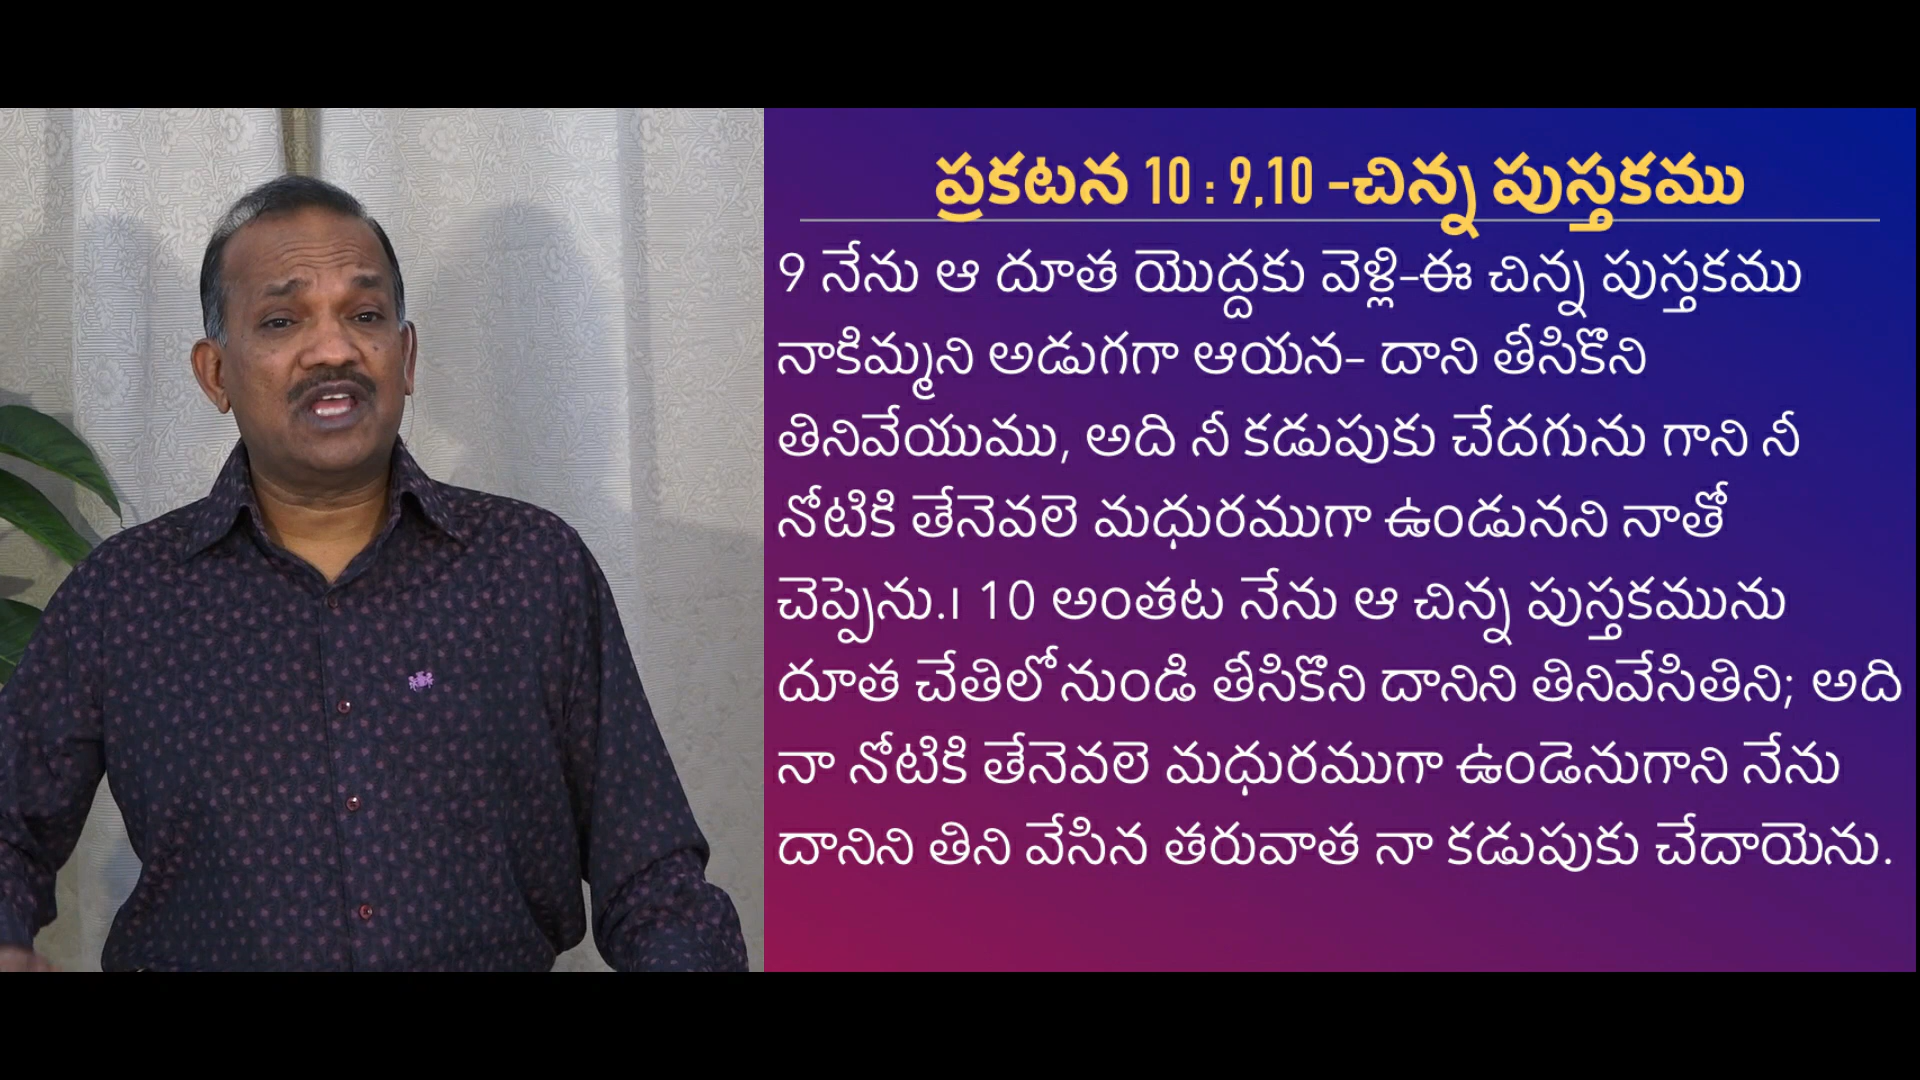 ప్రకటన 10 : 9,10 -చిన్న పుస్తకము
9 నేను ఆ దూత యొద్దకు వెళ్లి-ఈ చిన్న పుస్తకము
నాకిమ్మని అడుగగా ఆయన- దాని తీసికొని
తినివేయుము, అది నీ కడుపుకు చేదగును గాని నీ
నోటికి తేనెవలె మధురముగా ఉండునని నాతో
చెప్పెను.। 10 అంతట నేను ఆ చిన్న పుస్తకమును
దూత చేతిలోనుండి తీసికొని దానిని తినివేసితిని; అది
నా నోటికి తేనెవలె మధురముగా ఉండెనుగాని నేను
దానిని తిని వేసిన తరువాత నా కడుపుకు చేదాయెను.